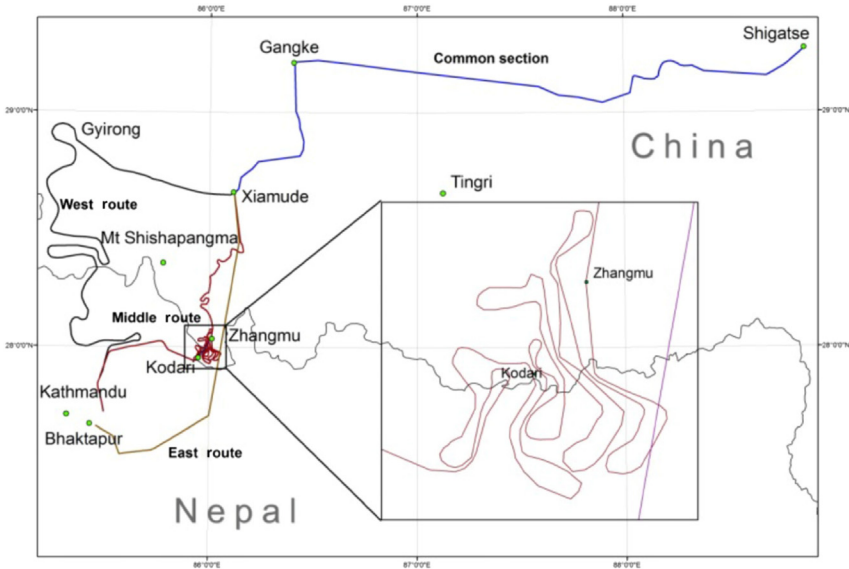 86°0'0"E 87°0'0"E 88°0'0"E
Shigatse
Gangke
Common section
29°0'0"N 29°0'0"N
Gyirong
China
Tingri
Xiamude
West route
Mt Shishapangma
Zhangmu
Middle route
Zhangmu
28°0'0"N 28°0'0"N
Kodari
Kodari
Kathmandu
Bhaktapur
East route
Nepal
86°0'0"E 87°0'0"E 88°0'0"E